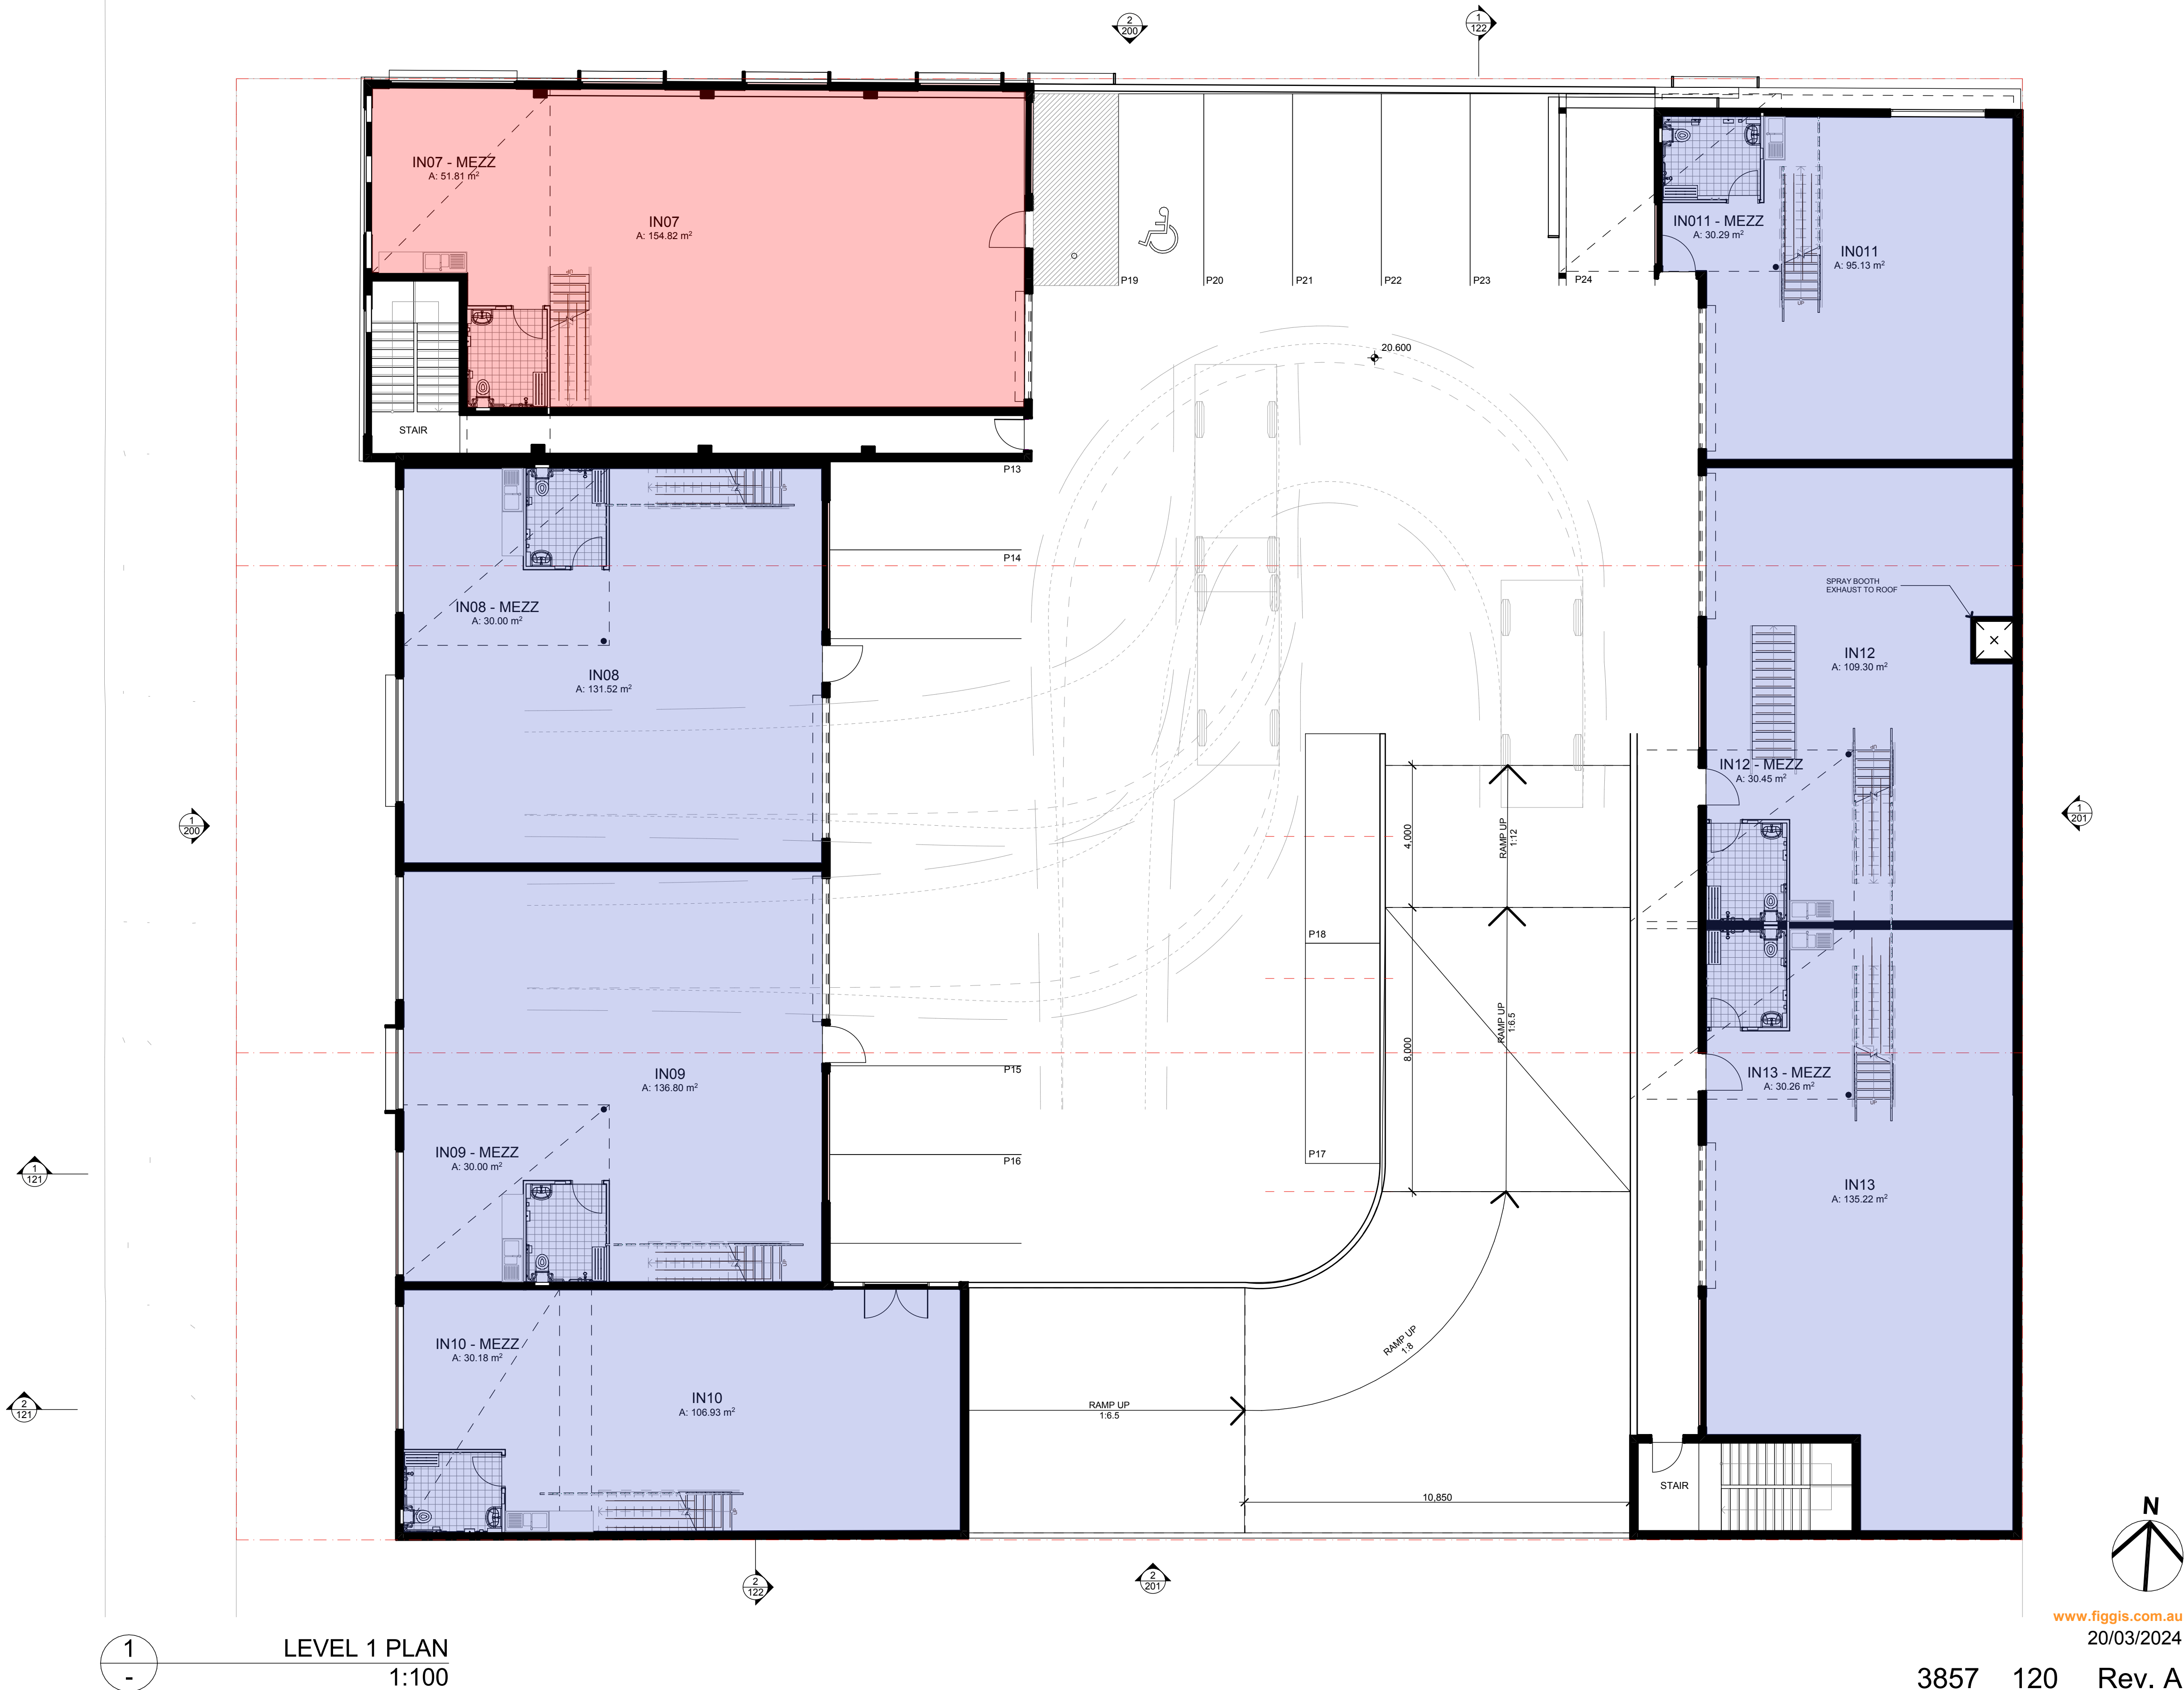 2
200
1
122
IN07 - MEZZ
A: 51.81 m²
IN07
A: 154.82 m²
STAIR
P19
P20
P21
P22
P23
P24
IN011 - MEZZ
A: 30.29 m²
IN011
A: 95.13 m²
UP
20.600
P13
P14
IN08 - MEZZ
A: 30.00 m²
IN08
A: 131.52 m²
SPRAY BOOTH
EXHAUST TO ROOF
IN12
A: 109.30 m²
IN12 - MEZZ
A: 30.45 m²
1
200
1
201
4,000
RAMP UP
1:12
P18
8,000
RAMP UP
1:6.5
P17
IN09
A: 136.80 m²
P15
P16
IN09 - MEZZ
A: 30.00 m²
IN13 - MEZZ
A: 30.26 m²
UP
IN13
A: 135.22 m²
1
121
IN10 - MEZZ
A: 30.18 m²
IN10
A: 106.93 m²
RAMP UP
1:8
RAMP UP
1:6.5
2
121
10,850
STAIR
2
122
2
201
N
www.figgis.com.au
20/03/2024
1
-
LEVEL 1 PLAN
1:100
3857 120 Rev. A